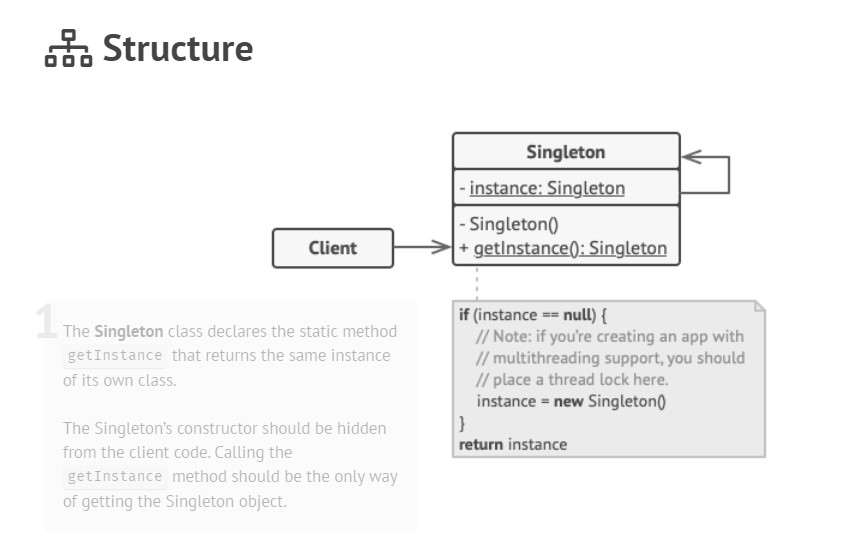 Structure
Singleton
- instance: Singleton
- Singleton()
+ getInstance(): Singleton
Client
1
The Singleton class declares the static method
getInstance that returns the same instance
of its own class.
The Singleton’s constructor should be hidden
from the client code. Calling the
getInstance method should be the only way
of getting the Singleton object.
if (instance == null) {
// Note: if you’re creating an app with
// multithreading support, you should
// place a thread lock here.
instance = new Singleton()
}
return instance